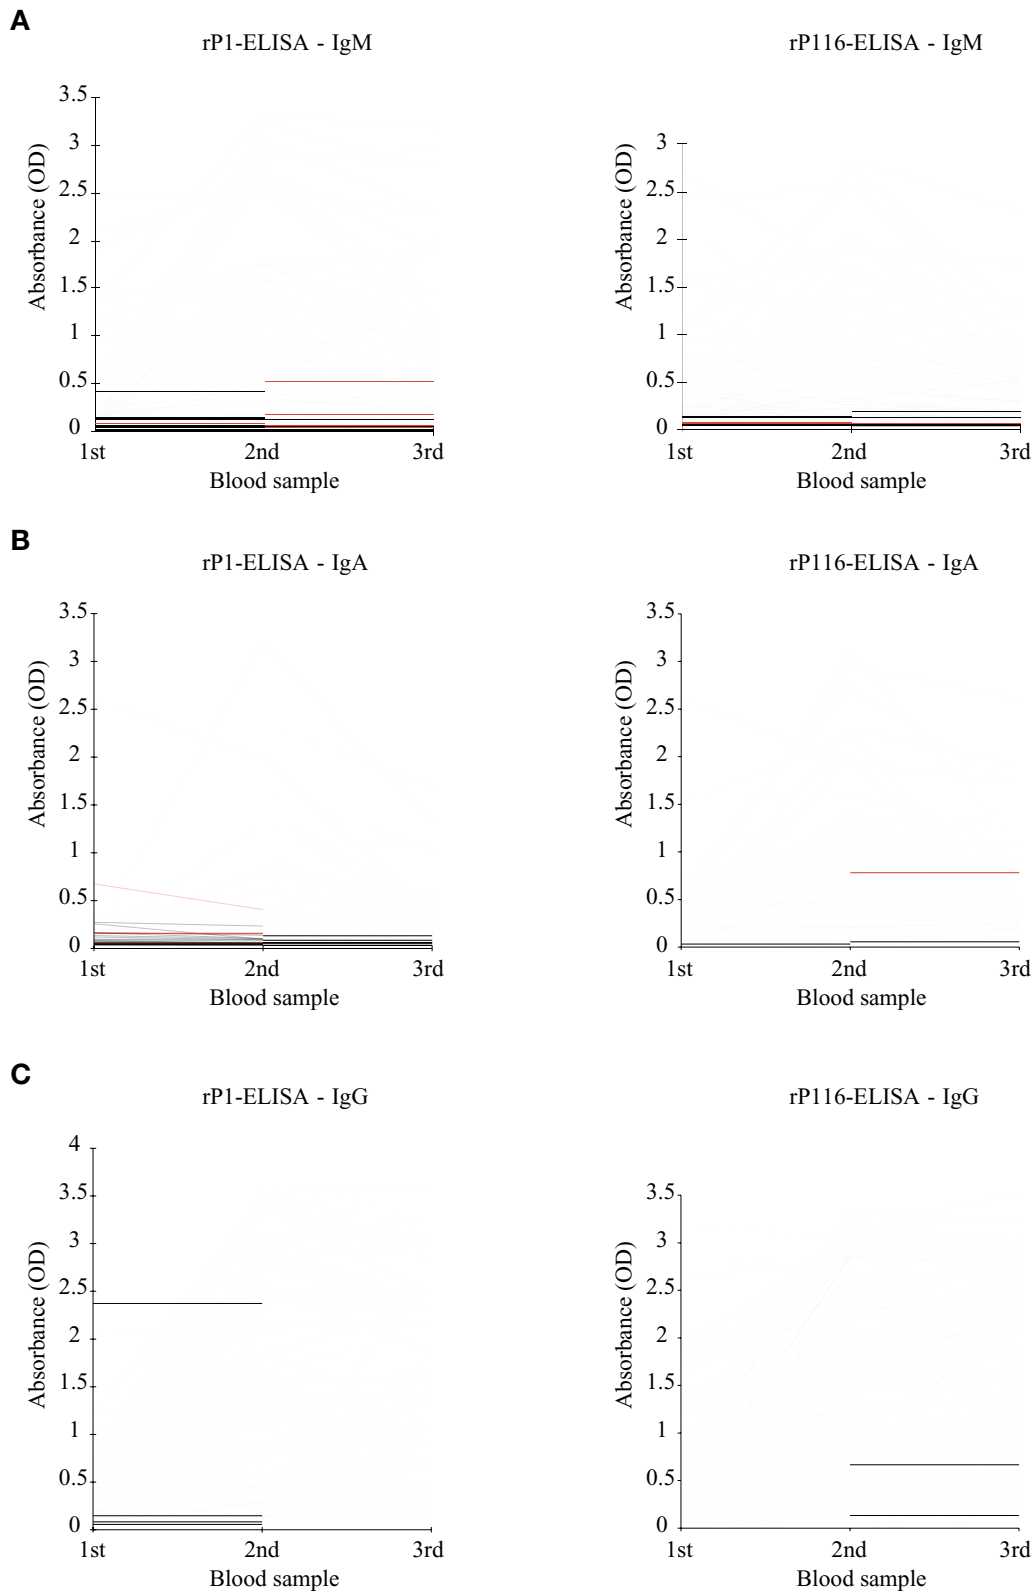 A
rP1-ELISA - IgM
rP116-ELISA - IgM
Absorbance (OD)
3.5
3
2.5
2
1.5
1
0.5
0
1st 2nd 3rd
Blood sample
Absorbance (OD)
3
2.5
2
1.5
1
0.5
0
1st 2nd 3rd
Blood sample
B
rP1-ELISA - IgA
rP116-ELISA - IgA
Absorbance (OD)
3.5
3
2.5
2
1.5
1
0.5
0
1st 2nd 3rd
Blood sample
Absorbance (OD)
3.5
3
2.5
2
1.5
1
0.5
0
1st 2nd 3rd
Blood sample
C
rP1-ELISA - IgG
rP116-ELISA - IgG
Absorbance (OD)
4
3.5
3
2.5
2
1.5
1
0.5
0
1st 2nd 3rd
Blood sample
Absorbance (OD)
3.5
3
2.5
2
1.5
1
0.5
0
1st 2nd 3rd
Blood sample